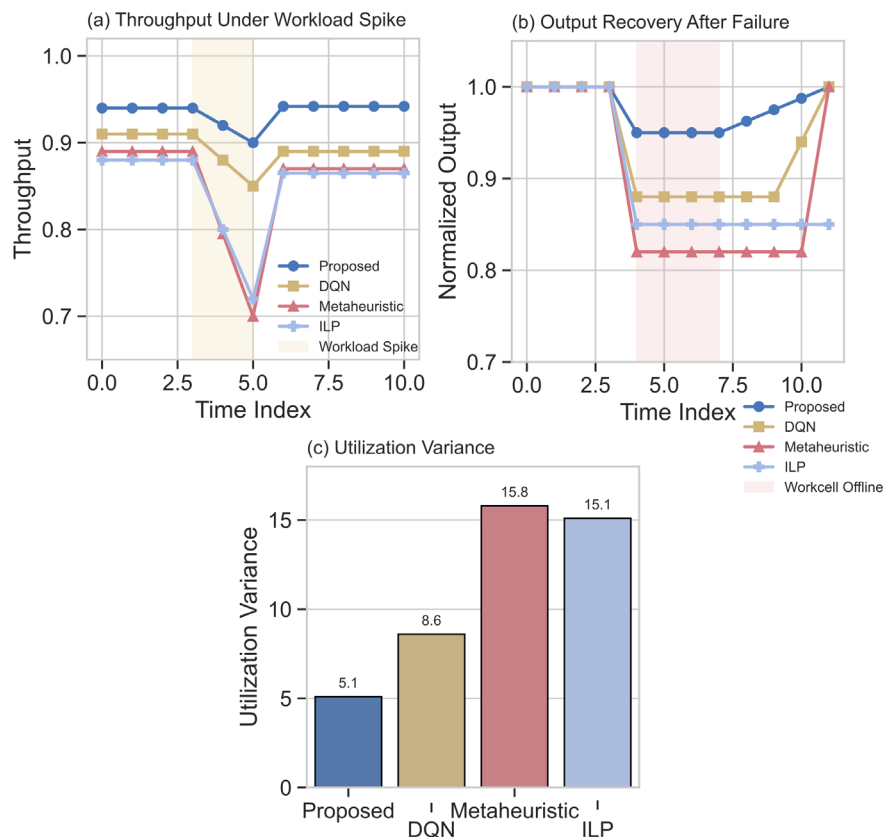 (a) Throughput Under Workload Spike
1.0
0.9
0.8
0.7
Throughput
0.0 2.5 5.0 7.5 10.0
Time Index
Proposed
DQN
Metaheuristic
ILP
Workload Spike
(b) Output Recovery After Failure
1.0
0.9
0.8
0.7
Normalized Output
0.0 2.5 5.0 7.5 10.0
Time Index
Proposed
DQN
Metaheuristic
ILP
Workcell Offline
(c) Utilization Variance
15
10
5
0
Utilization Variance
5.1
8.6
15.8
15.1
Proposed
DQN
Metaheuristic
ILP